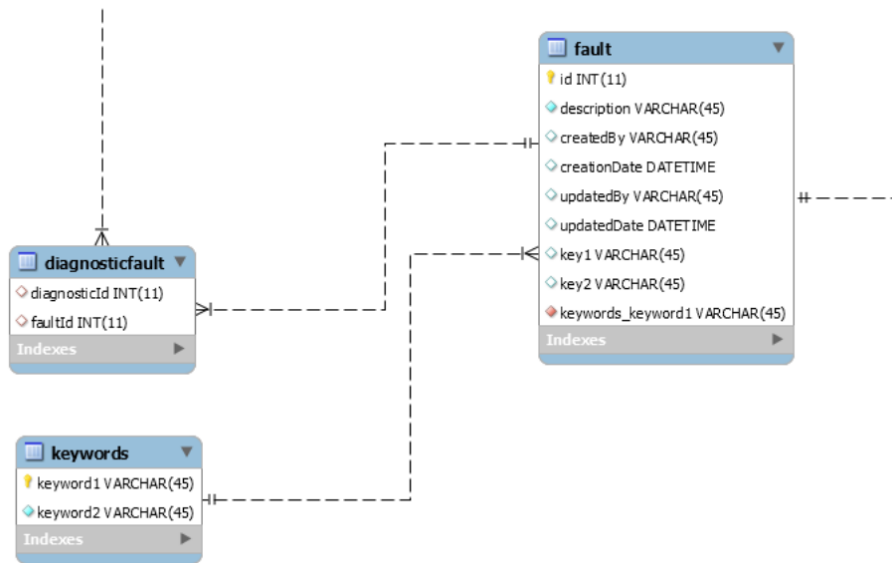 fault
id INT(11)
description VARCHAR(45)
createdBy VARCHAR(45)
creationDate DATETIME
updatedBy VARCHAR(45)
updatedDate DATETIME
key1 VARCHAR(45)
key2 VARCHAR(45)
keywords_keyword1 VARCHAR(45)
Indexes
diagnosticfault
diagnosticId INT(11)
faultId INT(11)
Indexes
keywords
keyword1 VARCHAR(45)
keyword2 VARCHAR(45)
Indexes